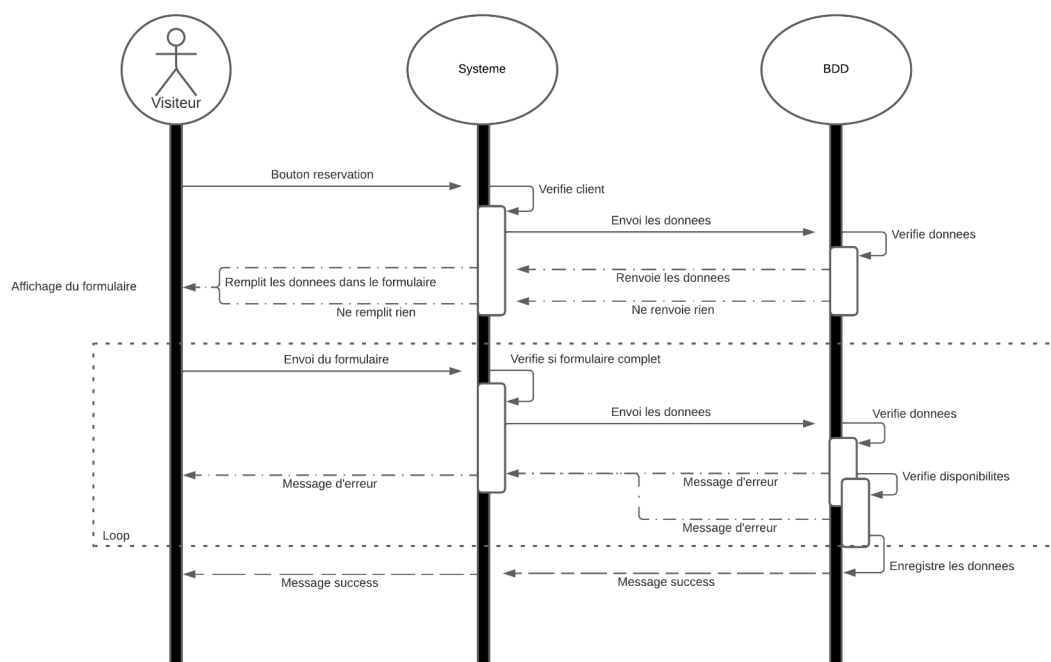 Visiteur
Systeme
BDD
Bouton reservation
Verifie client
Envoi les donnees
Verifie donnees
Renvoie les donnees
Remplit les donnees dans le formulaire
Affichage du formulaire
Ne renvoie rien
Ne remplit rien
Envoi du formulaire
Verifie si formulaire complet
Envoi les donnees
Verifie donnees
Message d'erreur
Message d'erreur
Verifie disponibilites
Message d'erreur
Loop
Enregistre les donnees
Message success
Message success